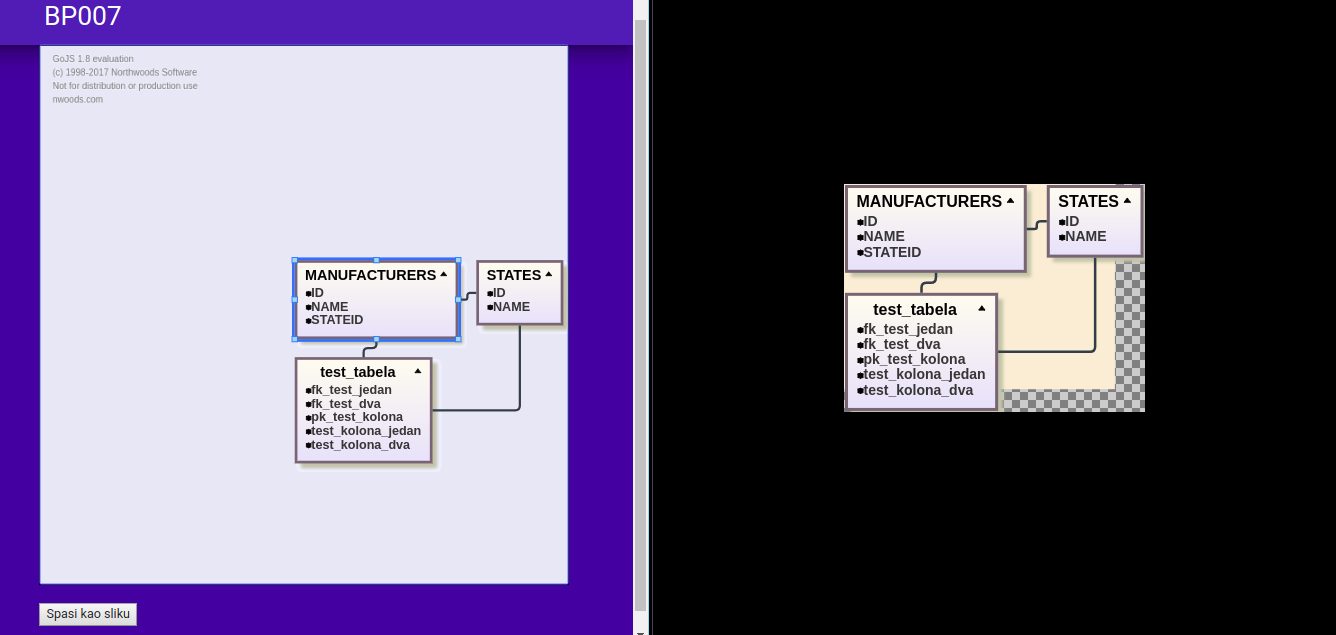 BP007
GoJS 1.8 evaluation
(c) 1998-2017 Northwoods Software
Not for distribution or production use
nwoods.com
MANUFACTURERS
ID
NAME
STATEID
STATES
ID
NAME
test_tabela
fk_test_jedan
fk_test_dva
pk_test_kolona
test_kolona_jedan
test_kolona_dva
Spasi kao sliku
MANUFACTURERS
ID
NAME
STATEID
STATES
ID
NAME
test_tabela
fk_test_jedan
fk_test_dva
pk_test_kolona
test_kolona_jedan
test_kolona_dva